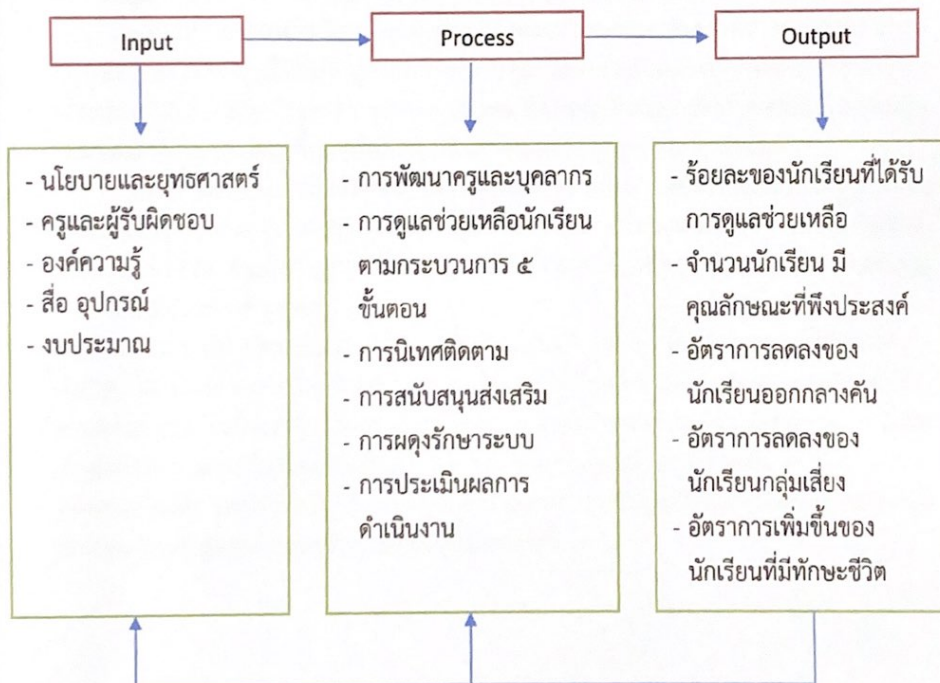 Input
Process
Output
- นโยบายและยุทธศาสตร์
- ครูและผู้รับผิดชอบ
- องค์ความรู้
- สื่อ อุปกรณ์
- งบประมาณ
- การพัฒนาครูและบุคลากร
- การดูแลช่วยเหลือนักเรียน
ตามกระบวนการ ๕
ขั้นตอน
- การนิเทศติดตาม
- การสนับสนุนส่งเสริม
- การผดุงรักษาระบบ
- การประเมินผลการ
ดำเนินงาน
- ร้อยละของนักเรียนที่ได้รับ
การดูแลช่วยเหลือ
- จำนวนนักเรียน มี
คุณลักษณะที่พึงประสงค์
- อัตราการลดลงของ
นักเรียนออกกลางคัน
- อัตราการลดลงของ
นักเรียนกลุ่มเสี่ยง
- อัตราการเพิ่มขึ้นของ
นักเรียนที่มีทักษะชีวิต